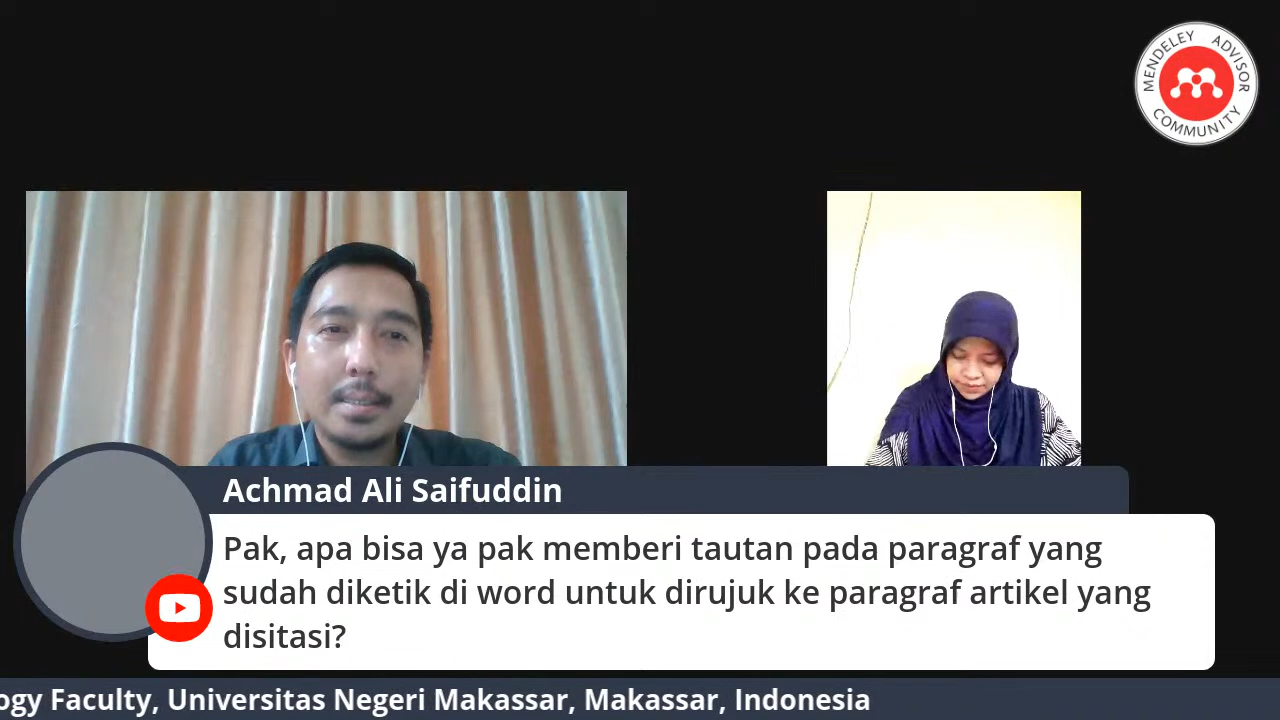 MENDELEY ADVISOR
COMMUNITY
Achmad Ali Saifuddin
Pak, apa bisa ya pak memberi tautan pada paragraf yang
sudah diketik di word untuk dirujuk ke paragraf artikel yang
disitasi?
ogy Faculty, Universitas Negeri Makassar, Makassar, Indonesia